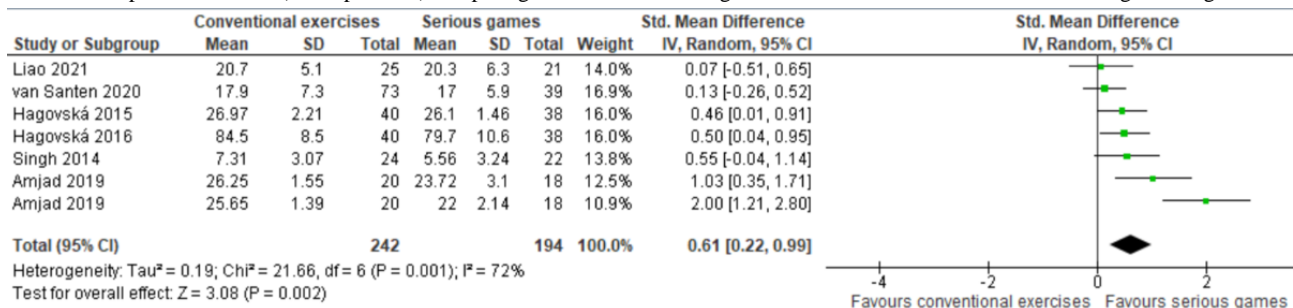 Conventional exercises Serious games Std. Mean Difference Std. Mean Difference
Study or Subgroup Mean SD Total Mean SD Total Weight IV, Random, 95% CI IV, Random, 95% CI
Liao 2021 20.7 5.1 25 20.3 6.3 21 14.0% 0.07 [-0.51, 0.65]
van Santen 2020 17.9 7.3 73 17 5.9 39 16.9% 0.13 [-0.26, 0.52]
Hagovská 2015 26.97 2.21 40 26.1 1.46 38 16.0% 0.46 [0.01, 0.91]
Hagovská 2016 84.5 8.5 40 79.7 10.6 38 16.0% 0.50 [0.04, 0.95]
Singh 2014 7.31 3.07 24 5.56 3.24 22 13.8% 0.55 [-0.04, 1.14]
Amjad 2019 26.25 1.55 20 23.72 3.1 18 12.5% 1.03 [0.35, 1.71]
Amjad 2019 25.65 1.39 20 22 2.14 18 10.9% 2.00 [1.21, 2.80]
Total (95% CI) 242 194 100.0% 0.61 [0.22, 0.99]
Heterogeneity: Tau² = 0.19; Chi² = 21.66, df = 6 (P = 0.001); I² = 72%
Test for overall effect: Z = 3.08 (P = 0.002)
-4 -2 0 2
Favours conventional exercises Favours serious games